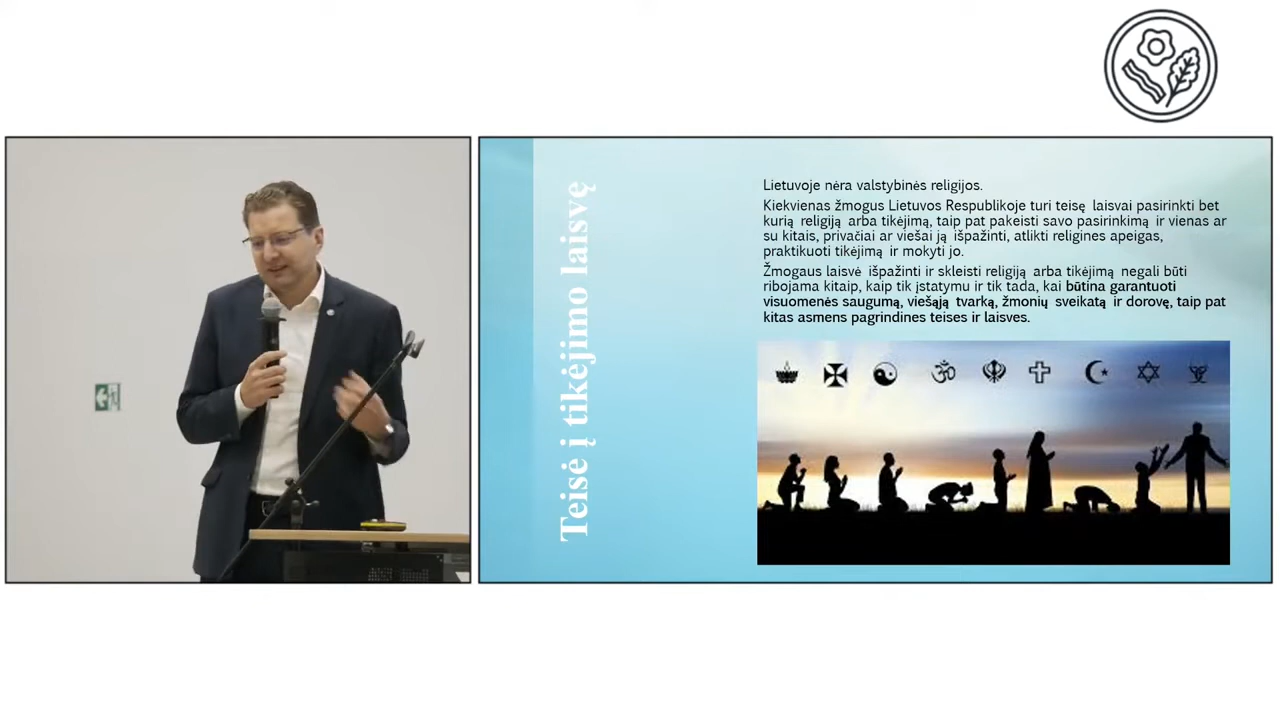 Teisė į tikėjimo laisvę
Lietuvoje nėra valstybinės religijos.
Kiekvienas žmogus Lietuvos Respublikoje turi teisę laisvai pasirinkti bet
kurią religiją arba tikėjimą, taip pat pakeisti savo pasirinkimą ir vienas ar
su kitais, privačiai ar viešai ją išpažinti, atlikti religines apeigas,
praktikuoti tikėjimą ir mokyti jo.
Žmogaus laisvė išpažinti ir skleisti religiją arba tikėjimą negali būti
ribojama kitaip, kaip tik įstatymu ir tik tada, kai būtina garantuoti
visuomenės saugumą, viešąją tvarką, žmonių sveikatą ir dorovę, taip pat
kitas asmens pagrindines teises ir laisves.